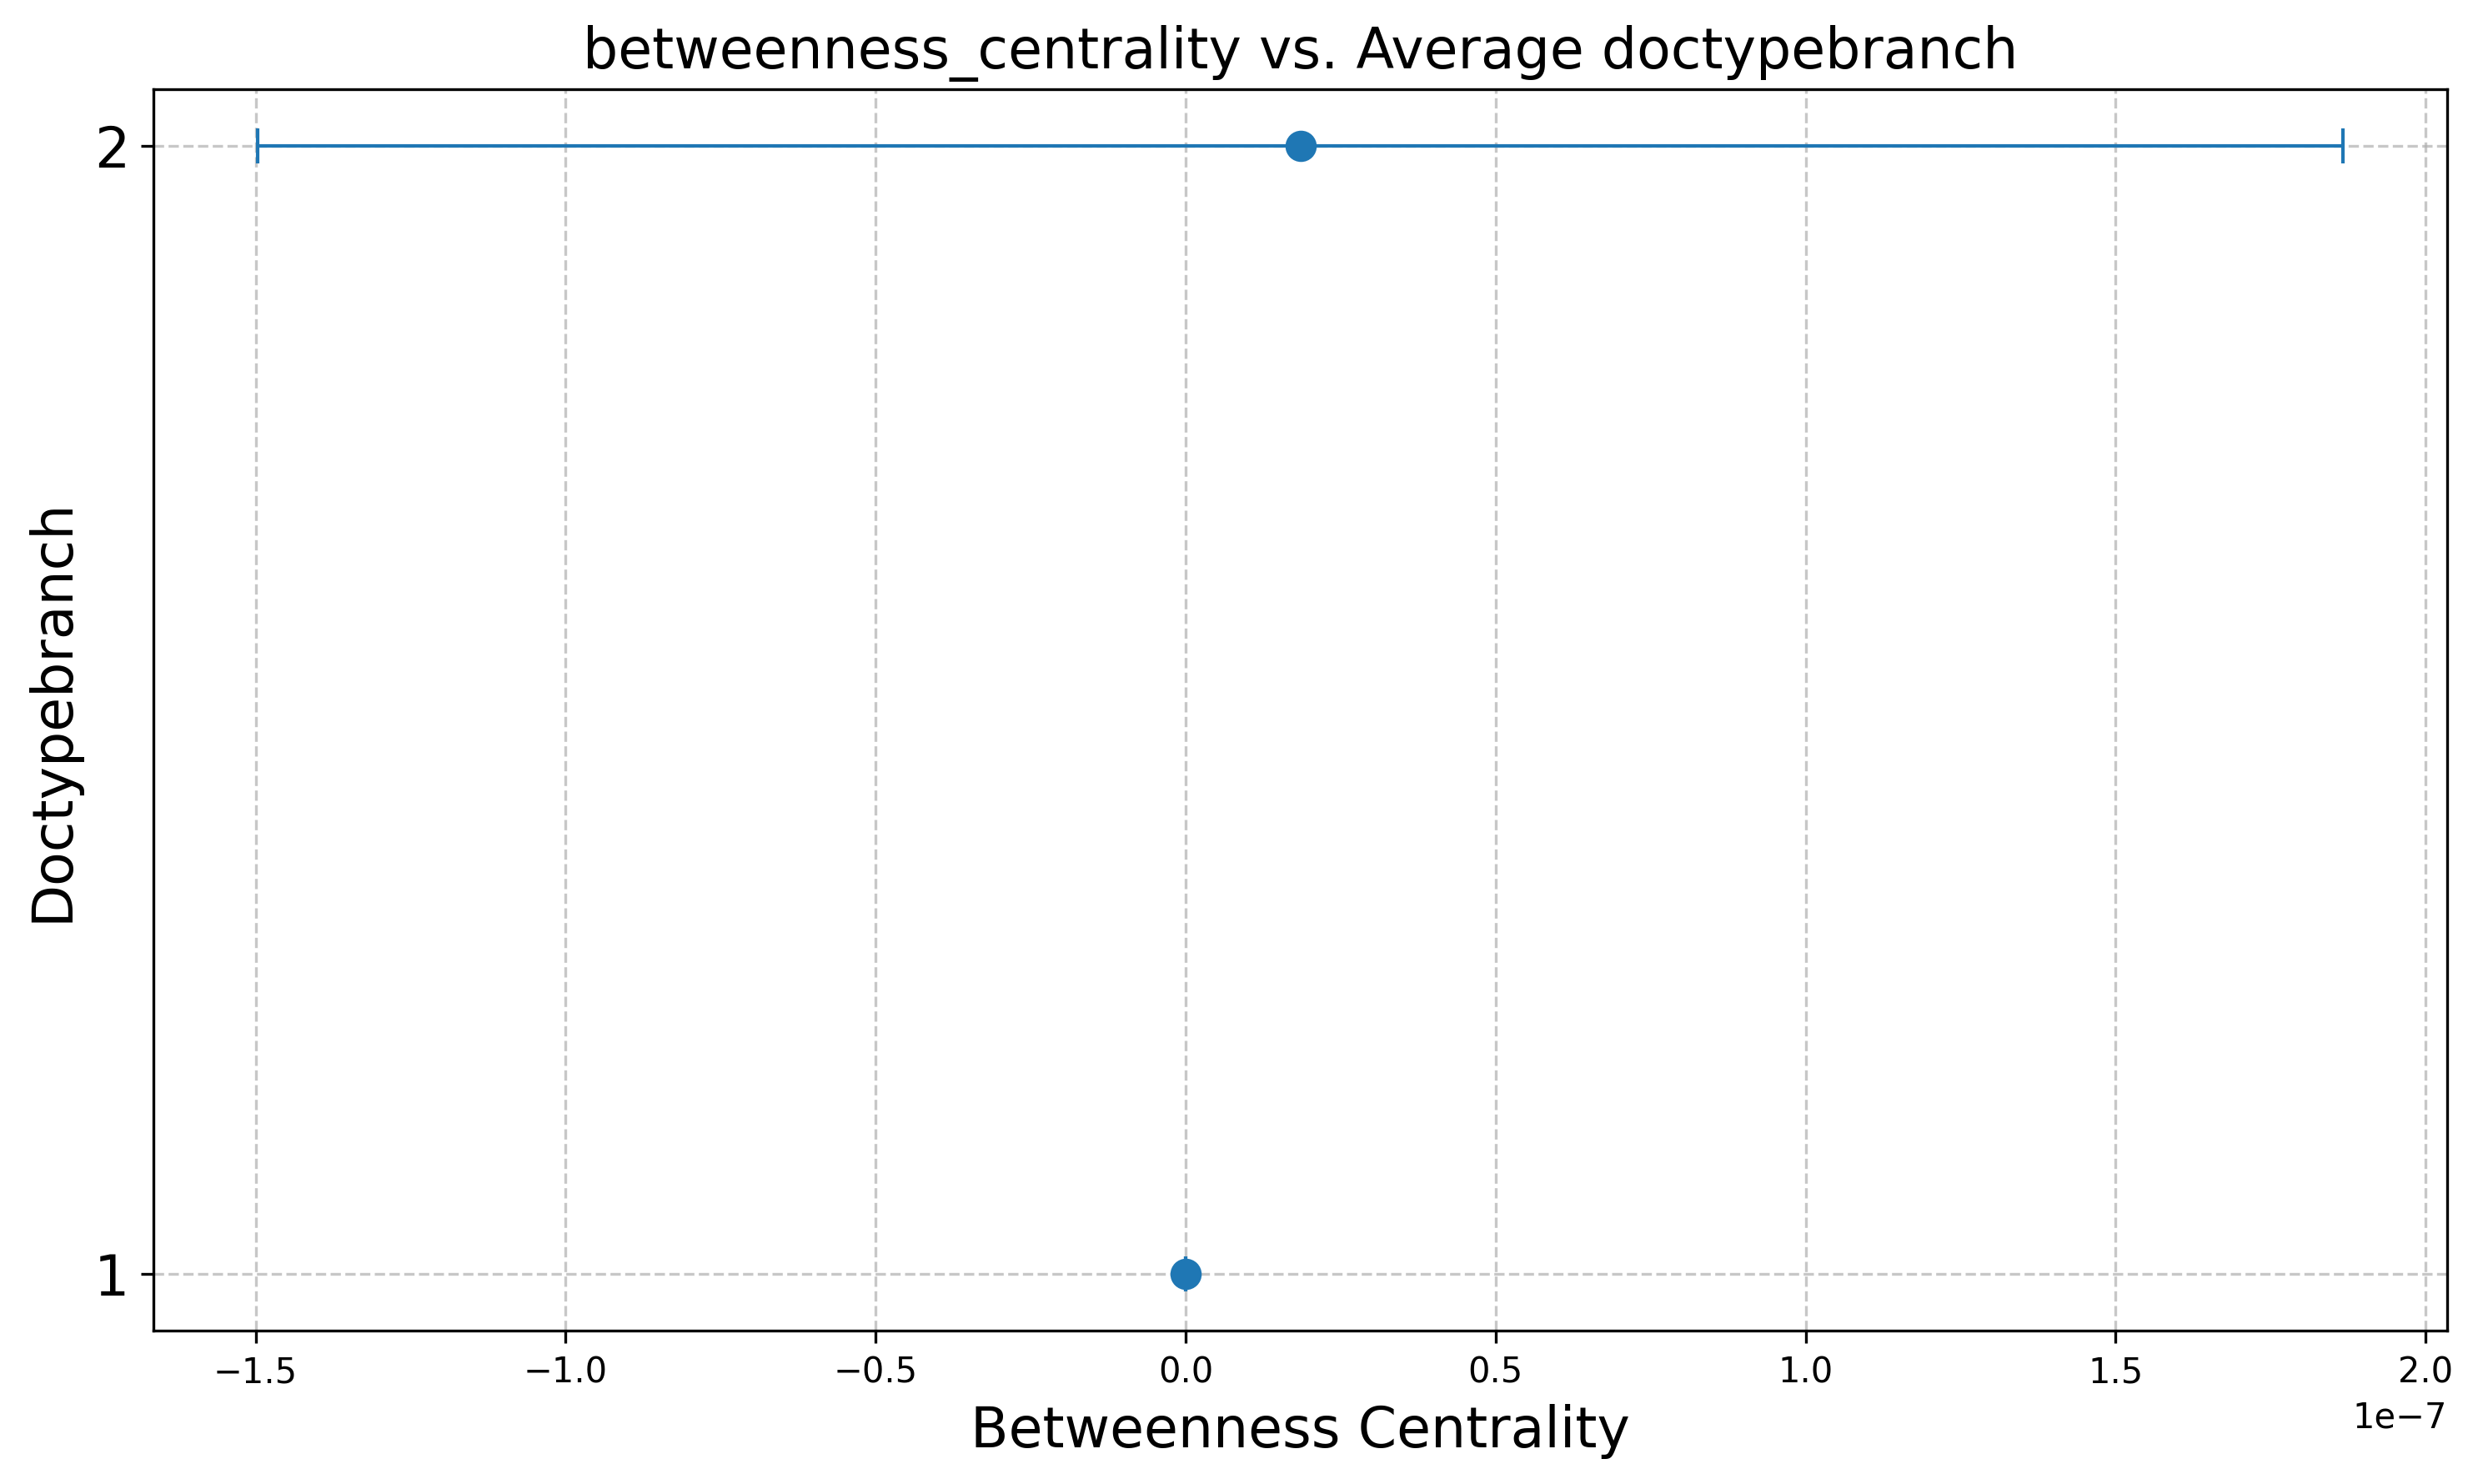 betweenness_centrality vs. Average doctypebranch
2
Doctypebranch
1
−1.5 −1.0 −0.5 0.0 0.5 1.0 1.5 2.0
1e−7
Betweenness Centrality